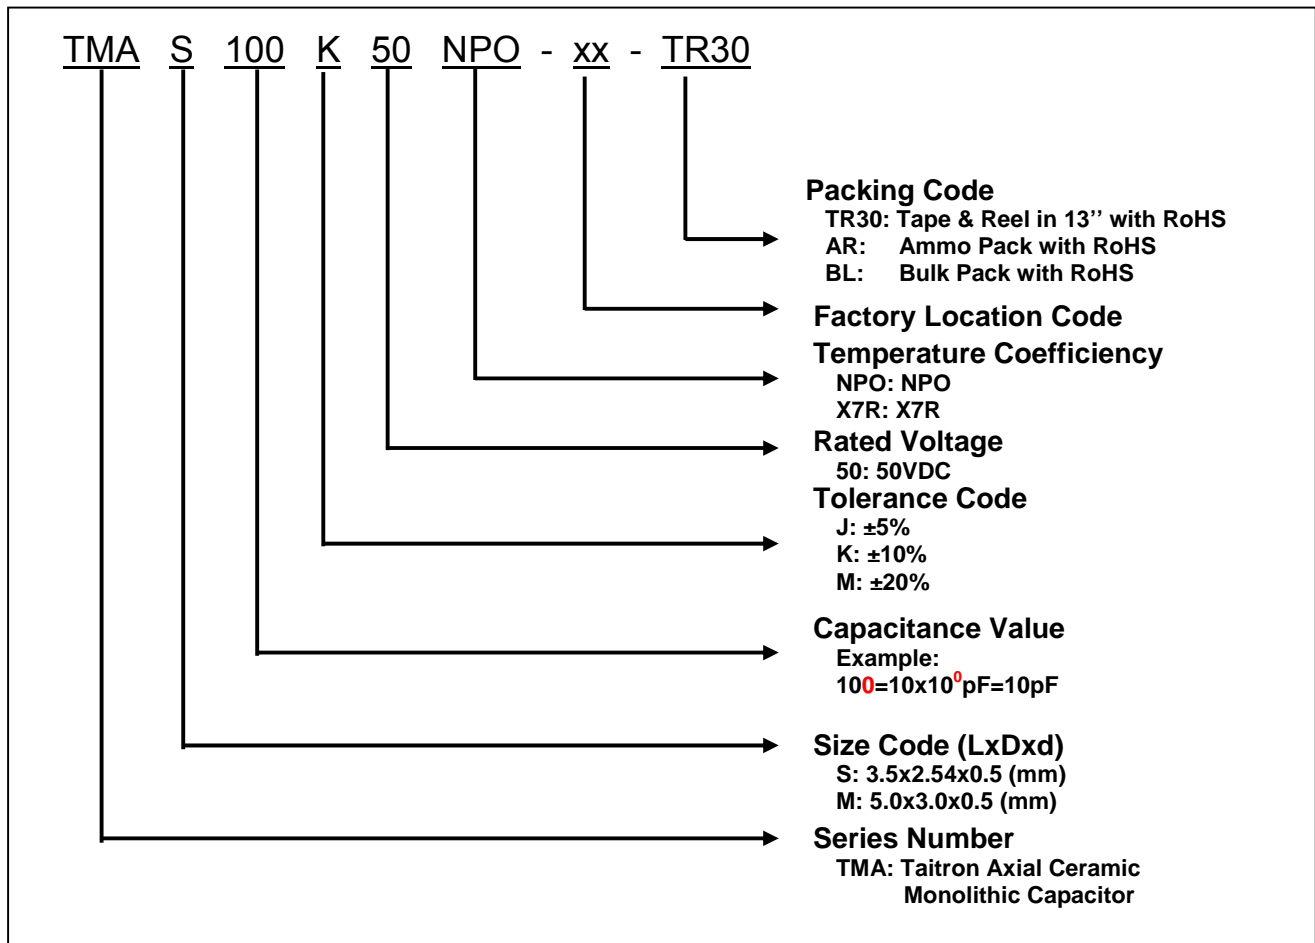 TMA S 100 K 50 NPO - xx - TR30
Packing Code
TR30: Tape & Reel in 13’’ with RoHS
AR: Ammo Pack with RoHS
BL: Bulk Pack with RoHS
Factory Location Code
Temperature Coefficiency
NPO: NPO
X7R: X7R
Rated Voltage
50: 50VDC
Tolerance Code
J: ±5%
K: ±10%
M: ±20%
Capacitance Value
Example:
100=10x10⁰pF=10pF
Size Code (LxDxd)
S: 3.5x2.54x0.5 (mm)
M: 5.0x3.0x0.5 (mm)
Series Number
TMA: Taitron Axial Ceramic
Monolithic Capacitor